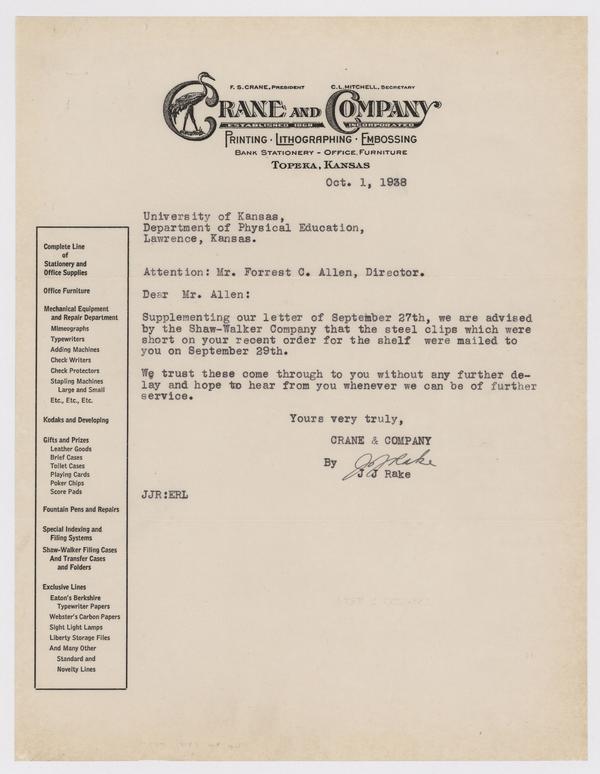 F. S. CRANE, PRESIDENT C. L. MITCHELL, SECRETARY
CRANE AND COMPANY
ESTABLISHED 1868 INCORPORATED
PRINTING · LITHOGRAPHING · EMBOSSING
BANK STATIONERY - OFFICE FURNITURE
TOPEKA, KANSAS
Oct. 1, 1938
University of Kansas,
Department of Physical Education,
Lawrence, Kansas.
Attention: Mr. Forrest C. Allen, Director.
Dear Mr. Allen:
Supplementing our letter of September 27th, we are advised
by the Shaw-Walker Company that the steel clips which were
short on your recent order for the shelf were mailed to
you on September 29th.
We trust these come through to you without any further de-
lay and hope to hear from you whenever we can be of further
service.
Yours very truly,
CRANE & COMPANY
By J J Rake
J J Rake
JJR:ERL
Complete Line
of
Stationery and
Office Supplies
Office Furniture
Mechanical Equipment
and Repair Department
Mimeographs
Typewriters
Adding Machines
Check Writers
Check Protectors
Stapling Machines
Large and Small
Etc., Etc., Etc.
Kodaks and Developing
Gifts and Prizes
Leather Goods
Brief Cases
Toilet Cases
Playing Cards
Poker Chips
Score Pads
Fountain Pens and Repairs
Special Indexing and
Filing Systems
Shaw-Walker Filing Cases
And Transfer Cases
and Folders
Exclusive Lines
Eaton's Berkshire
Typewriter Papers
Webster's Carbon Papers
Sight Light Lamps
Liberty Storage Files
And Many Other
Standard and
Novelty Lines